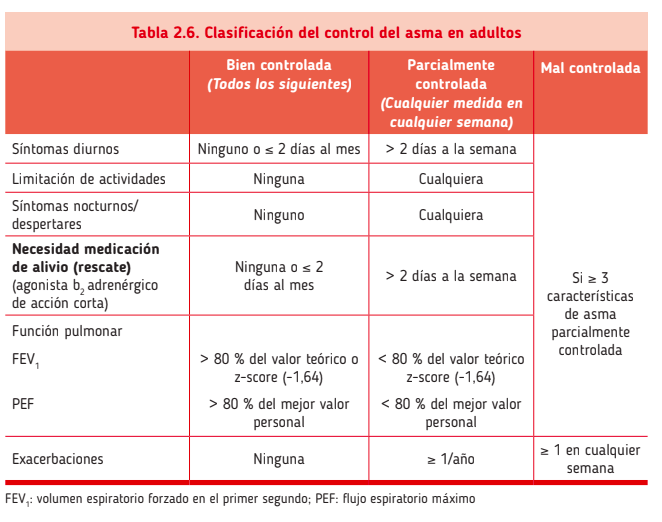 Tabla 2.6. Clasificación del control del asma en adultos
Bien controlada
(Todos los siguientes)
Parcialmente
controlada
(Cualquier medida en
cualquier semana)
Mal controlada
Síntomas diurnos
Ninguno o ≤ 2 días al mes
> 2 días a la semana
Limitación de actividades
Ninguna
Cualquiera
Síntomas nocturnos/
despertares
Ninguno
Cualquiera
Necesidad medicación
de alivio (rescate)
(agonista b₂ adrenérgico
de acción corta)
Ninguna o ≤ 2
días al mes
> 2 días a la semana
Si ≥ 3
características
de asma
parcialmente
controlada
Función pulmonar
FEV₁
> 80 % del valor teórico o
z-score (-1,64)
< 80 % del valor teórico
z-score (-1,64)
PEF
> 80 % del mejor valor
personal
< 80 % del mejor valor
personal
Exacerbaciones
Ninguna
≥ 1/año
≥ 1 en cualquier
semana
FEV₁: volumen espiratorio forzado en el primer segundo; PEF: flujo espiratorio máximo